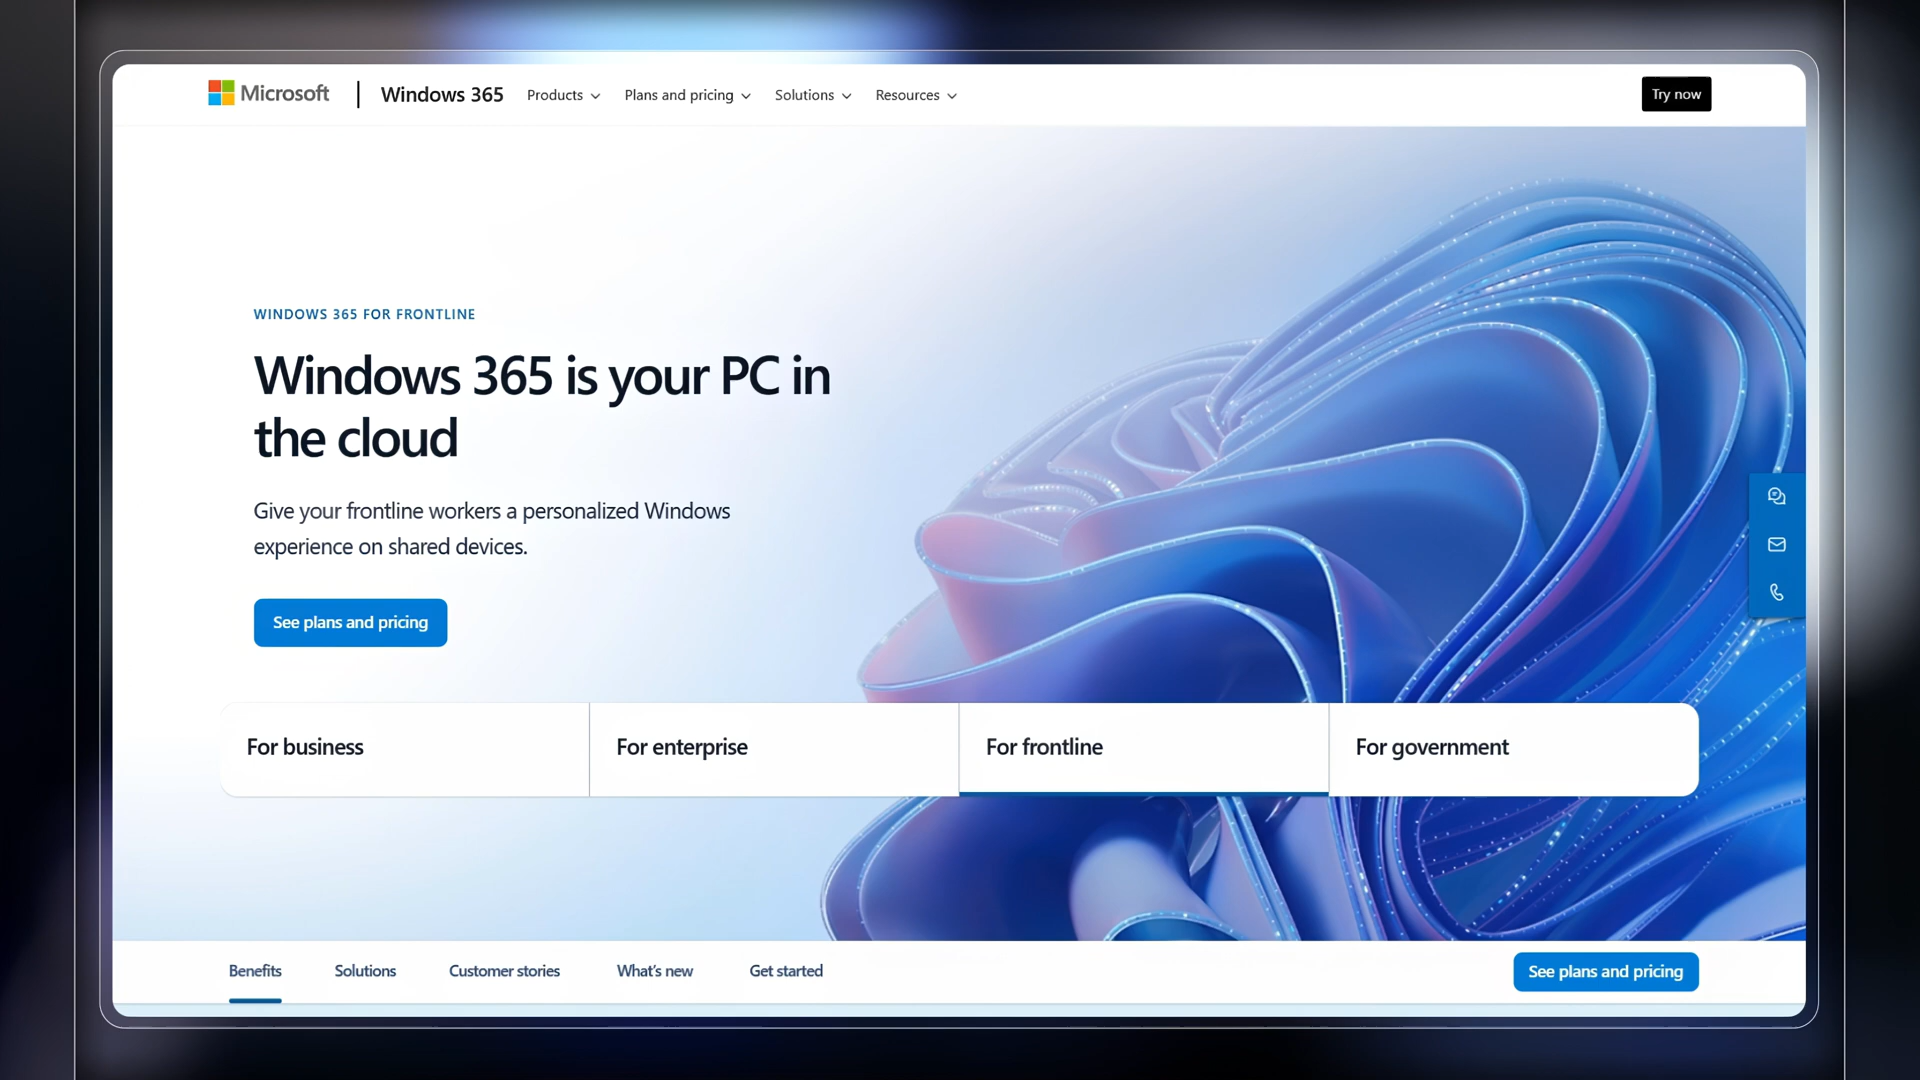 Microsoft
Windows 365
Products
Plans and pricing
Solutions
Resources
Try now
WINDOWS 365 FOR FRONTLINE
Windows 365 is your PC in
the cloud
Give your frontline workers a personalized Windows
experience on shared devices.
See plans and pricing
For business
For enterprise
For frontline
For government
Benefits
Solutions
Customer stories
What's new
Get started
See plans and pricing